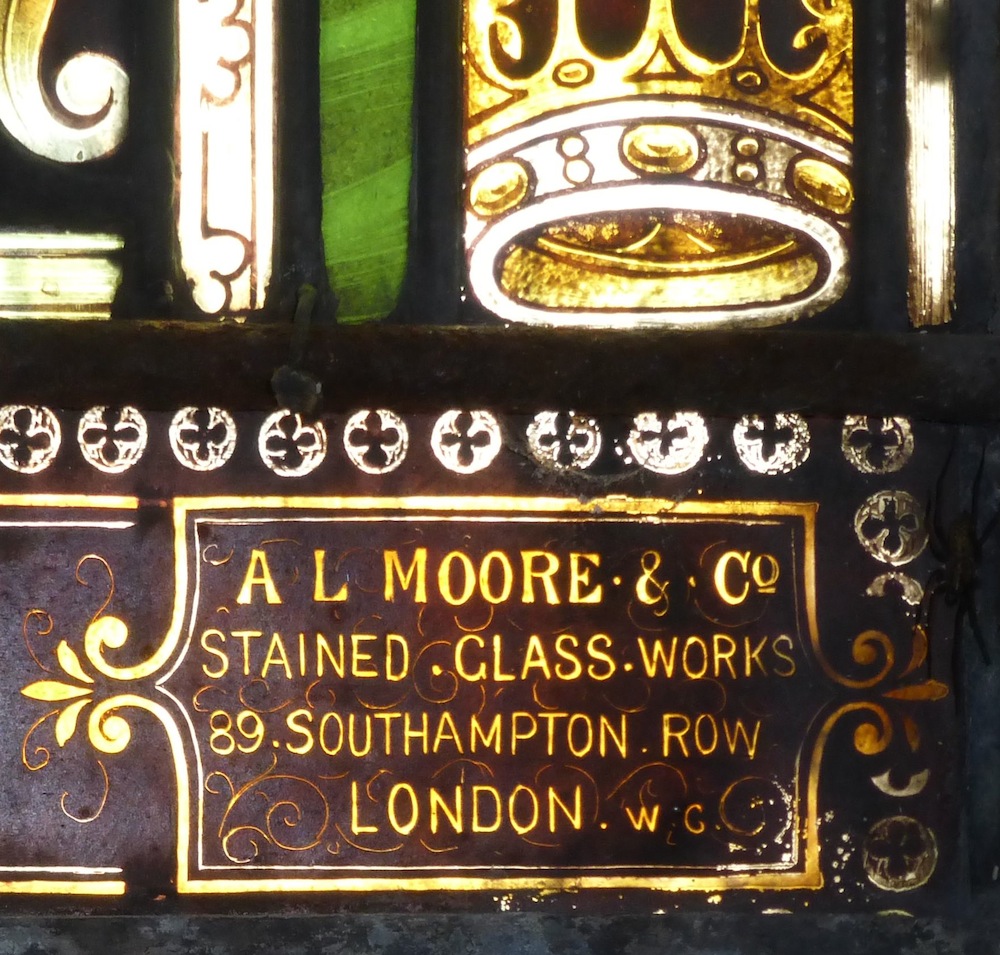 A L MOORE · & · Co
STAINED . GLASS . WORKS
89 . SOUTHAMPTON . ROW
LONDON . W C.